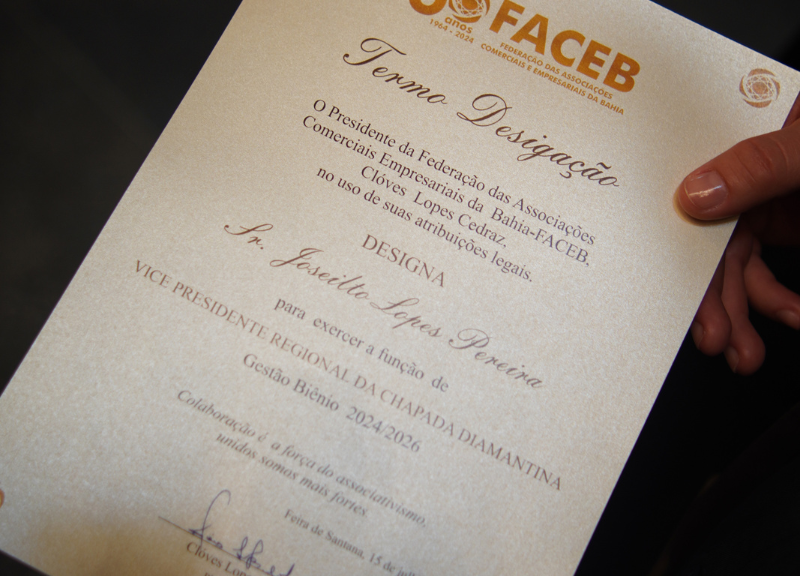 FACEB
anos
1964 - 2024
FEDERAÇÃO DAS ASSOCIAÇÕES
COMERCIAIS E EMPRESARIAIS DA BAHIA
Termo Desigação
O Presidente da Federação das Associações
Comerciais Empresariais da Bahia-FACEB.
Clóves Lopes Cedraz,
no uso de suas atribuições legais.
DESIGNA
Sr. Joseilto Lopes Pereira
para exercer a função de
VICE PRESIDENTE REGIONAL DA CHAPADA DIAMANTINA
Gestão Biênio 2024/2026
Colaboração é a força do associativismo,
unidos somos mais fortes.
Feira de Santana, 15 de
Clóves